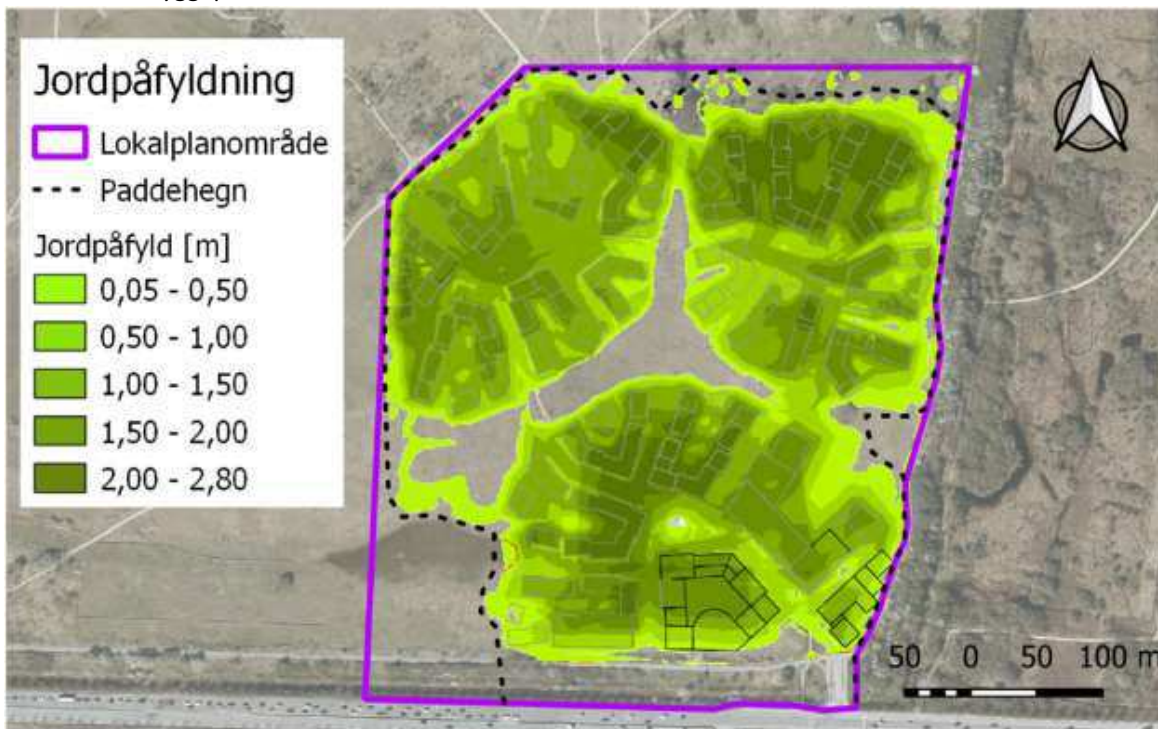 Jordpåfyldning
Lokalplanområde
Paddehegn
Jordpåfyld [m]
0,05 - 0,50
0,50 - 1,00
1,00 - 1,50
1,50 - 2,00
2,00 - 2,80
50 0 50 100 m